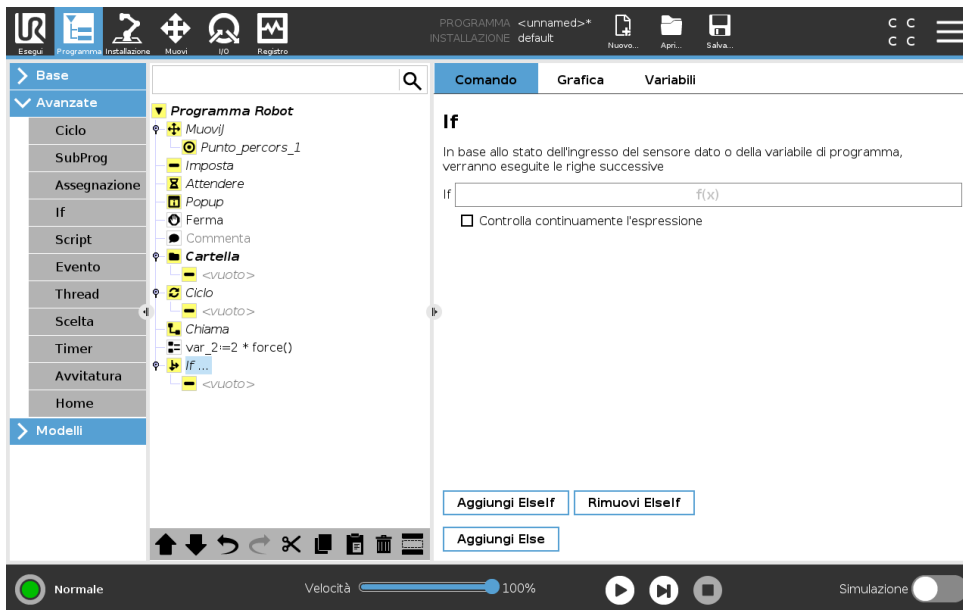 PROGRAMMA <unnamed>*
INSTALLAZIONE default
Esegui
Programma
Installazione
Muovi
I/O
Registro
Nuovo...
Apri...
Salva...
C C
C C
Base
Avanzate
Ciclo
SubProg
Assegnazione
If
Script
Evento
Thread
Scelta
Timer
Avvitatura
Home
Modelli
Programma Robot
MuoviJ
Punto_percors_1
Imposta
Attendere
Popup
Ferma
Commenta
Cartella
<vuoto>
Ciclo
<vuoto>
Chiama
var_2:=2 * force()
If ...
<vuoto>
Comando
Grafica
Variabili
If
In base allo stato dell'ingresso del sensore dato o della variabile di programma,
verranno eseguite le righe successive
If f(x)
Controlla continuamente l'espressione
Aggiungi ElseIf
Rimuovi ElseIf
Aggiungi Else
Normale
Velocità 100%
Simulazione